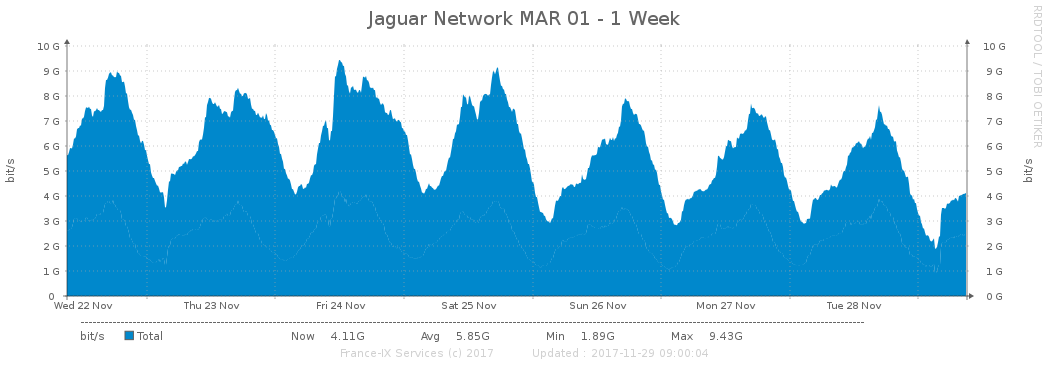 Jaguar Network MAR 01 - 1 Week
RRDTOOL / TOBI OETIKER
bit/s
bit/s
10 G 10 G
9 G 9 G
8 G 8 G
7 G 7 G
6 G 6 G
5 G 5 G
4 G 4 G
3 G 3 G
2 G 2 G
1 G 1 G
0 0 G
Wed 22 Nov Thu 23 Nov Fri 24 Nov Sat 25 Nov Sun 26 Nov Mon 27 Nov Tue 28 Nov
bit/s Total Now 4.11G Avg 5.85G Min 1.89G Max 9.43G
France-IX Services (c) 2017 Updated : 2017-11-29 09:00:04